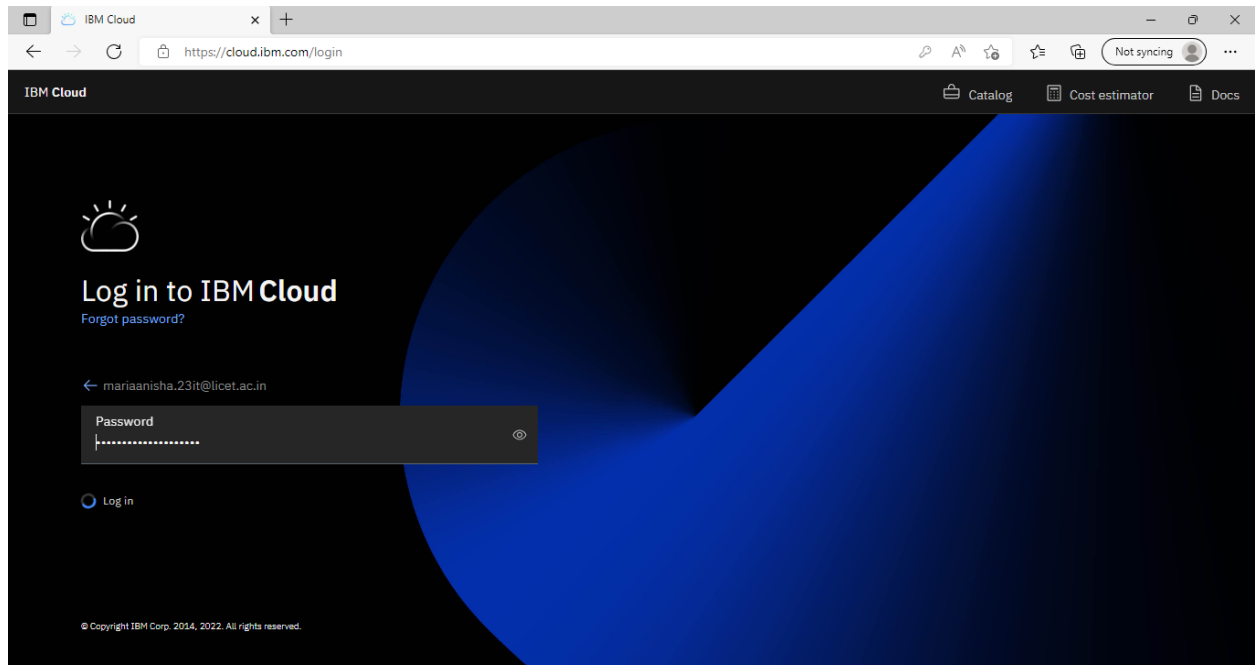 IBM Cloud
https://cloud.ibm.com/login
Not syncing
IBM Cloud
Catalog
Cost estimator
Docs
Log in to IBM Cloud
Forgot password?
mariaanisha.23it@licet.ac.in
Password
Log in
© Copyright IBM Corp. 2014, 2022. All rights reserved.